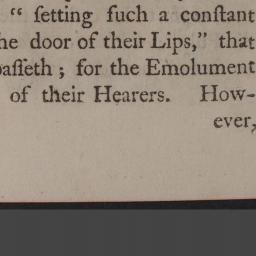 “ ſetting ſuch a conſtant
he door of their Lips,” that
paſſeth ; for the Emolument
of their Hearers. How-
ever,